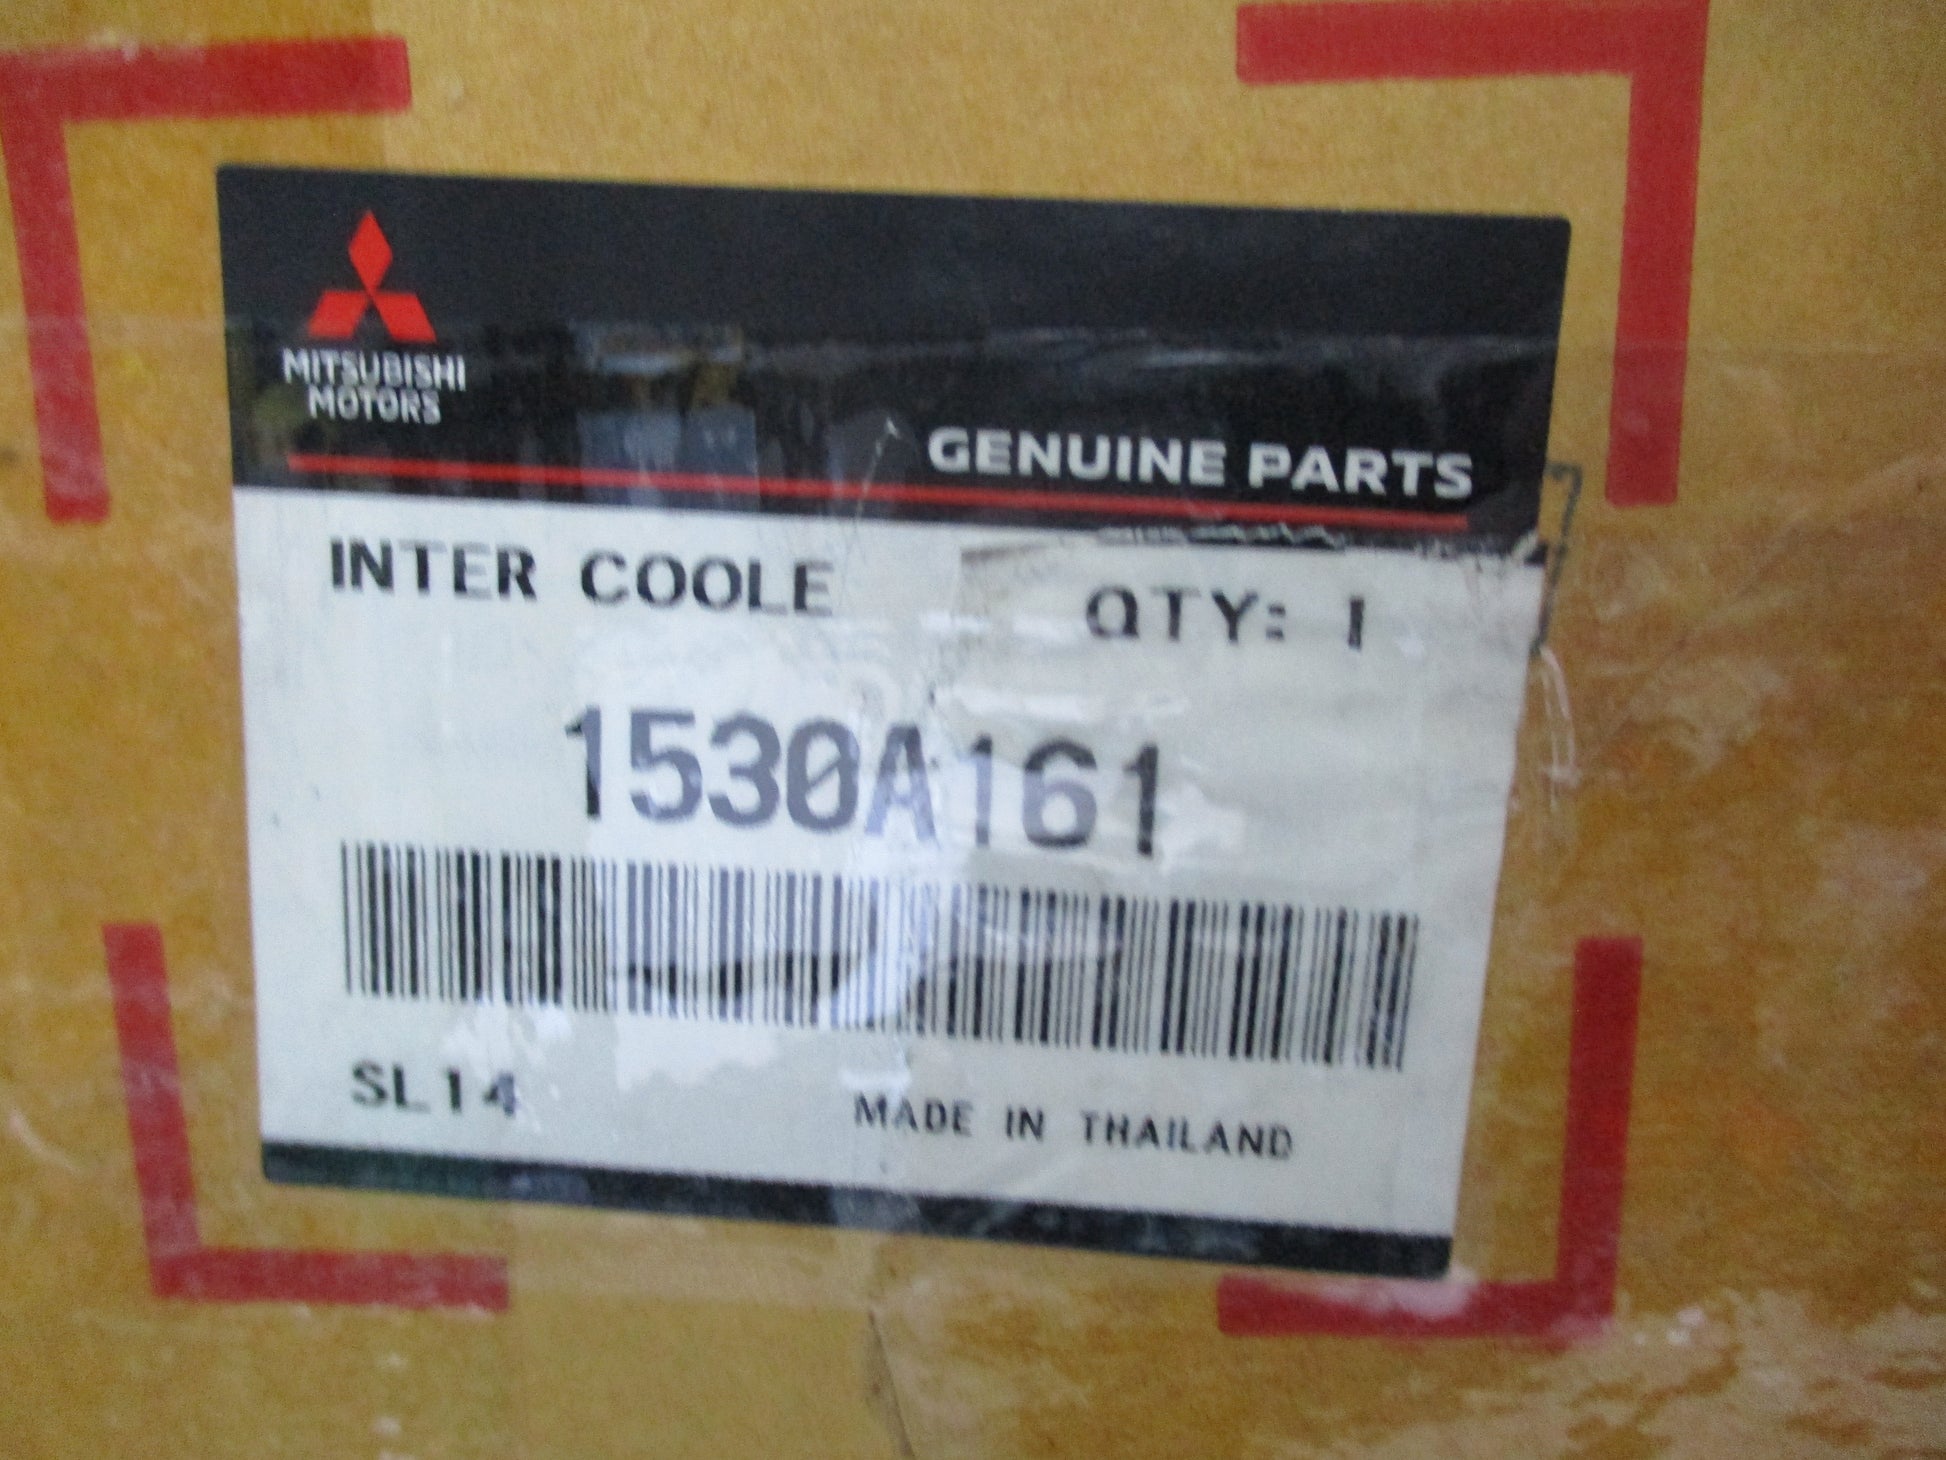 MITSUBISHI
MOTORS
GENUINE PARTS
INTER COOLE
QTY: 1
1530A161
SL14
MADE IN THAILAND